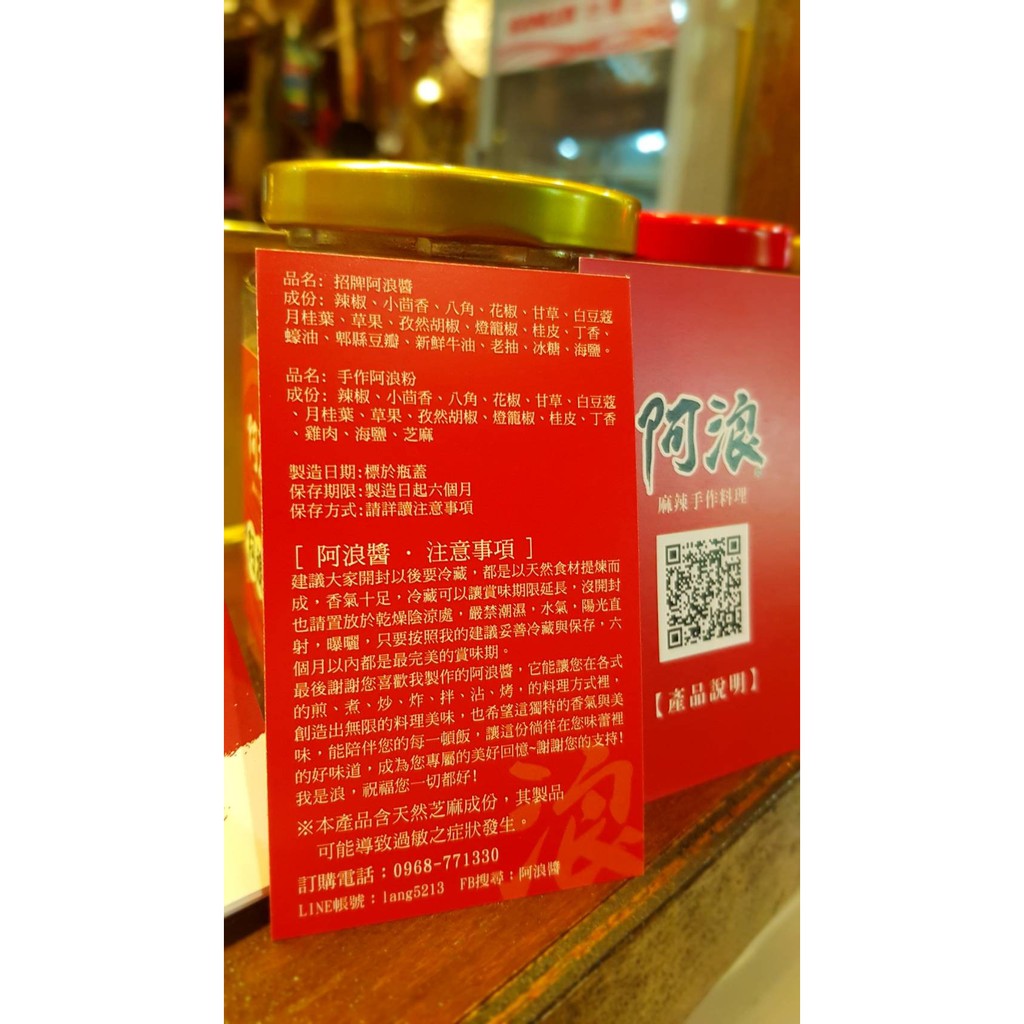 品名: 招牌阿浪醬
成份: 辣椒、小茴香、八角、花椒、甘草、白豆蔻
月桂葉、草果、孜然胡椒、燈籠椒、桂皮、丁香、
蠔油、郫縣豆瓣、新鮮牛油、老抽、冰糖、海鹽。
品名: 手作阿浪粉
成份: 辣椒、小茴香、八角、花椒、甘草、白豆蔻
、月桂葉、草果、孜然胡椒、燈籠椒、桂皮、丁香
、雞肉、海鹽、芝麻
製造日期:標於瓶蓋
保存期限:製造日起六個月
保存方式:請詳讀注意事項
[ 阿浪醬 · 注意事項 ]
建議大家開封以後要冷藏，都是以天然食材提煉而
成，香氣十足，冷藏可以讓賞味期限延長，沒開封
也請置放於乾燥陰涼處，嚴禁潮濕，水氣，陽光直
射，曝曬，只要按照我的建議妥善冷藏與保存，六
個月以內都是最完美的賞味期。
最後謝謝您喜歡我製作的阿浪醬，它能讓您在各式
的煎、煮、炒、炸、拌、沾、烤，的料理方式裡，
創造出無限的料理美味，也希望這獨特的香氣與美
味，能陪伴您的每一頓飯，讓這份徜徉在您味蕾裡
的好味道，成為您專屬的美好回憶~謝謝您的支持!
我是浪，祝福您一切都好!
※本產品含天然芝麻成份，其製品
可能導致過敏之症狀發生。
訂購電話：0968-771330
LINE帳號：lang5213 FB搜尋：阿浪醬
浪
阿浪
麻辣手作料理
【產品說明】